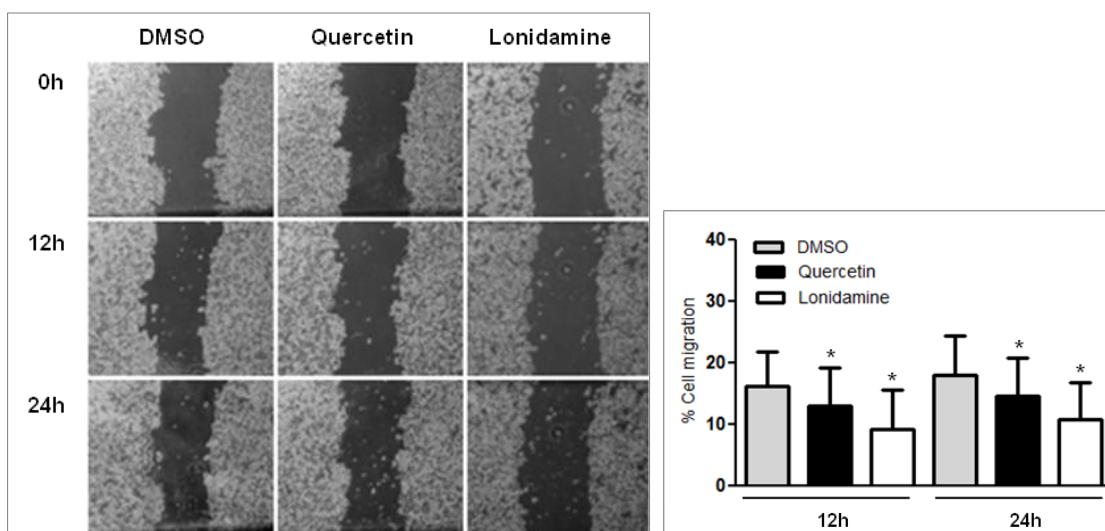 DMSO Quercetin Lonidamine
0h
12h
24h
% Cell migration
40
30
20
10
0
DMSO
Quercetin
Lonidamine
* * * *
12h 24h